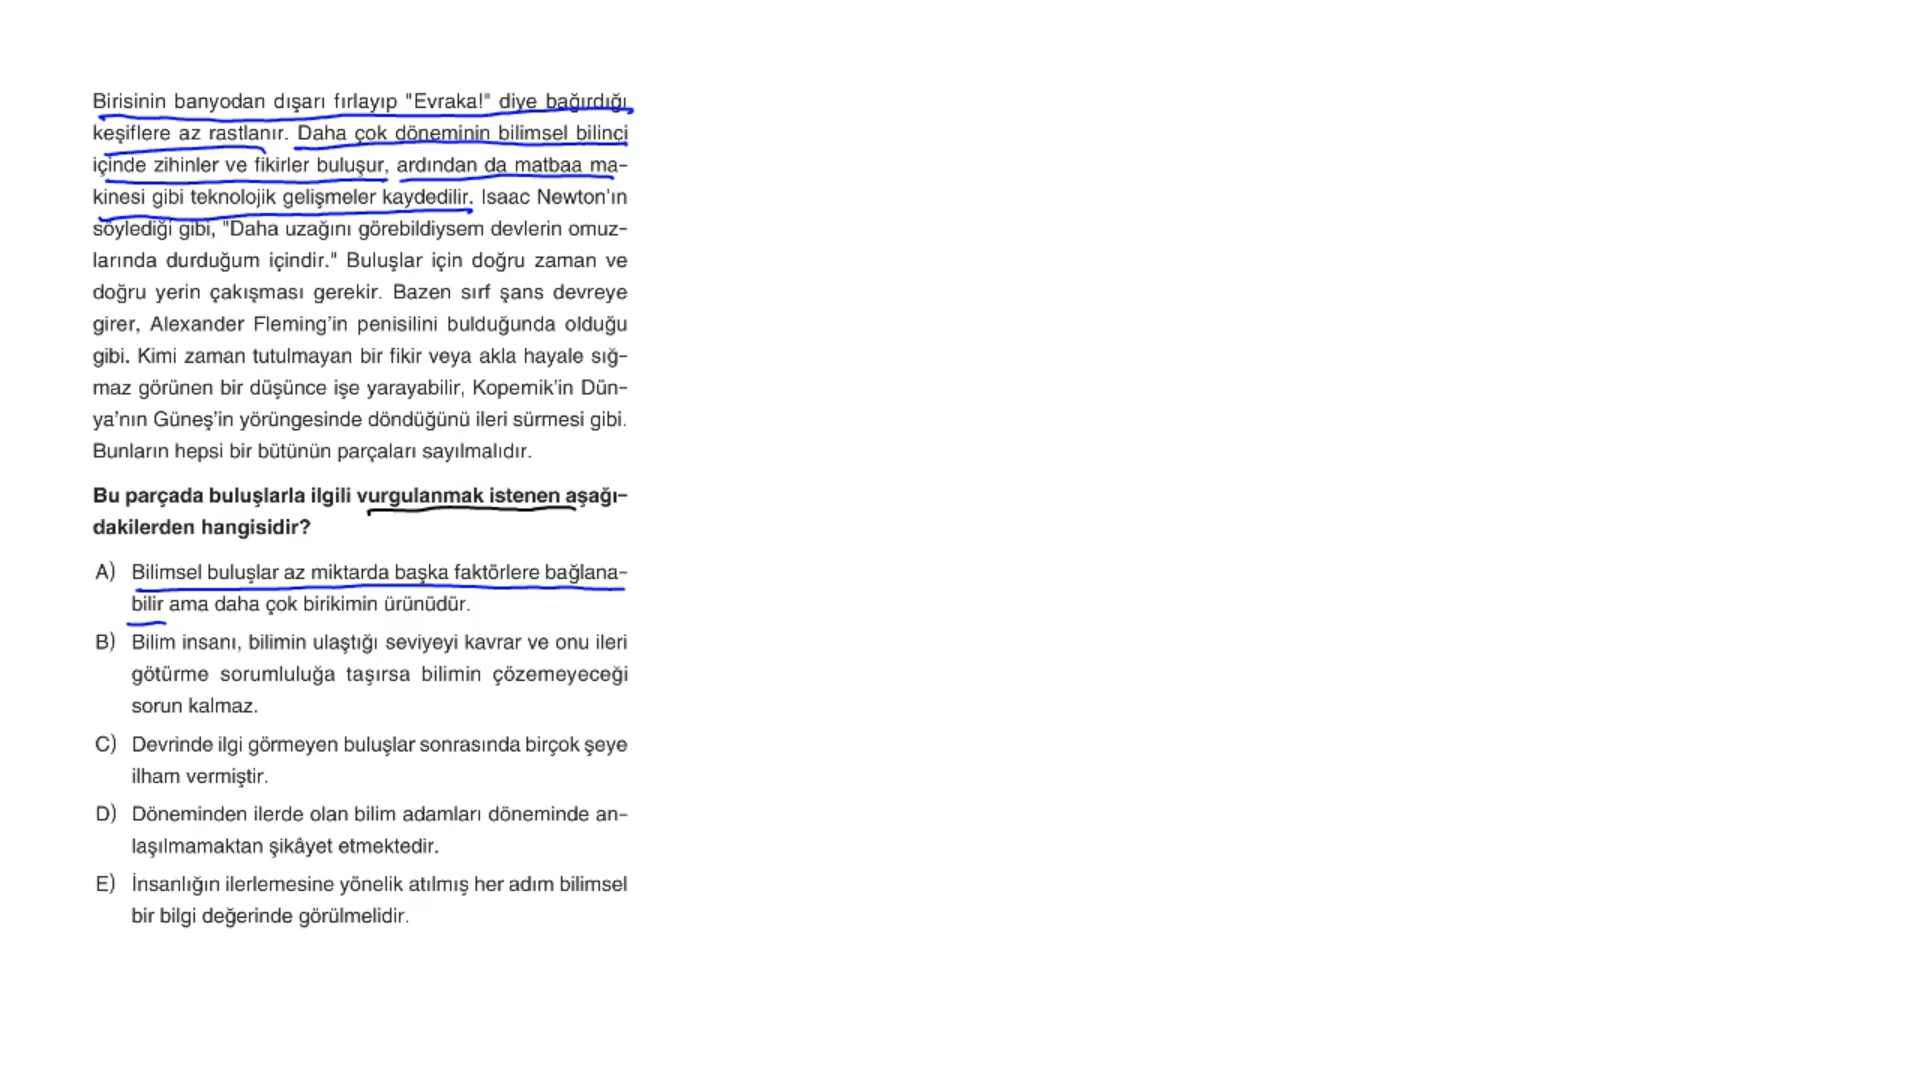 Birisinin banyodan dışarı fırlayıp "Evraka!" diye bağırdığı
keşiflere az rastlanır. Daha çok döneminin bilimsel bilinci
içinde zihinler ve fikirler buluşur, ardından da matbaa ma-
kinesi gibi teknolojik gelişmeler kaydedilir. Isaac Newton'ın
söylediği gibi, "Daha uzağını görebildiysem devlerin omuz-
larında durduğum içindir." Buluşlar için doğru zaman ve
doğru yerin çakışması gerekir. Bazen sırf şans devreye
girer, Alexander Fleming'in penisilini bulduğunda olduğu
gibi. Kimi zaman tutulmayan bir fikir veya akla hayale sığ-
maz görünen bir düşünce işe yarayabilir, Kopernik'in Dün-
ya'nın Güneş'in yörüngesinde döndüğünü ileri sürmesi gibi.
Bunların hepsi bir bütünün parçaları sayılmalıdır.
Bu parçada buluşlarla ilgili vurgulanmak istenen aşağı-
dakilerden hangisidir?
A) Bilimsel buluşlar az miktarda başka faktörlere bağlana-
bilir ama daha çok birikimin ürünüdür.
B) Bilim insanı, bilimin ulaştığı seviyeyi kavrar ve onu ileri
götürme sorumluluğa taşırsa bilimin çözemeyeceği
sorun kalmaz.
C) Devrinde ilgi görmeyen buluşlar sonrasında birçok şeye
ilham vermiştir.
D) Döneminden ilerde olan bilim adamları döneminde an-
laşılmamaktan şikâyet etmektedir.
E) İnsanlığın ilerlemesine yönelik atılmış her adım bilimsel
bir bilgi değerinde görülmelidir.